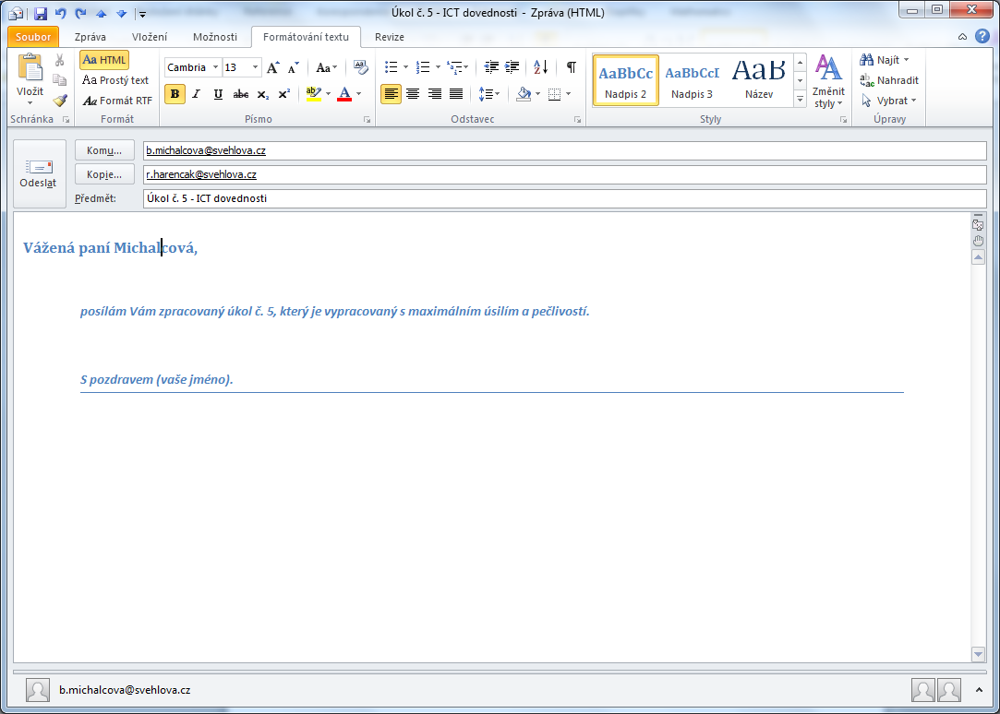 Úkol č. 5 - ICT dovednosti - Zpráva (HTML)
Soubor Zpráva Vložení Možnosti Formátování textu Revize
Vložit
Schránka
Aa HTML
Aa Prostý text
Aa Formát RTF
Formát
Cambria 13
B I U abc x₂ x²
Písmo
Odstavec
AaBbCc AaBbCcI AaB
Nadpis 2 Nadpis 3 Název
Změnit
styly
Styly
Najít
Nahradit
Vybrat
Úpravy
Odeslat
Komu... b.michalcova@svehlova.cz
Kopie... r.harencak@svehlova.cz
Předmět: Úkol č. 5 - ICT dovednosti
Vážená paní Michalcová,
posílám Vám zpracovaný úkol č. 5, který je vypracovaný s maximálním úsilím a pečlivostí.
S pozdravem (vaše jméno).
b.michalcova@svehlova.cz